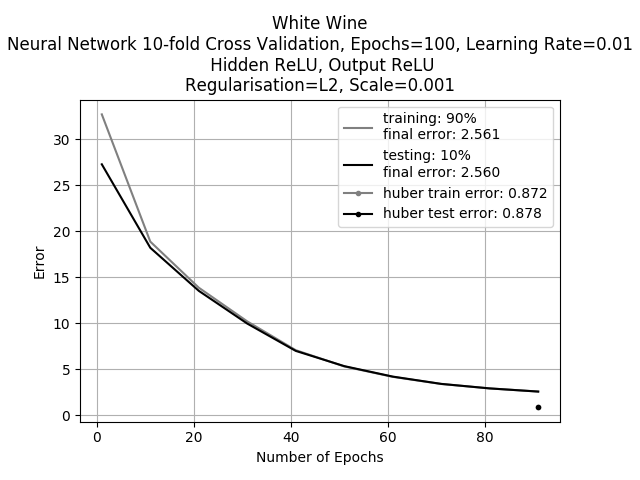 White Wine
Neural Network 10-fold Cross Validation, Epochs=100, Learning Rate=0.01
Hidden ReLU, Output ReLU
Regularisation=L2, Scale=0.001
training: 90%
final error: 2.561
testing: 10%
final error: 2.560
huber train error: 0.872
huber test error: 0.878
Error
30
25
20
15
10
5
0
0 20 40 60 80
Number of Epochs